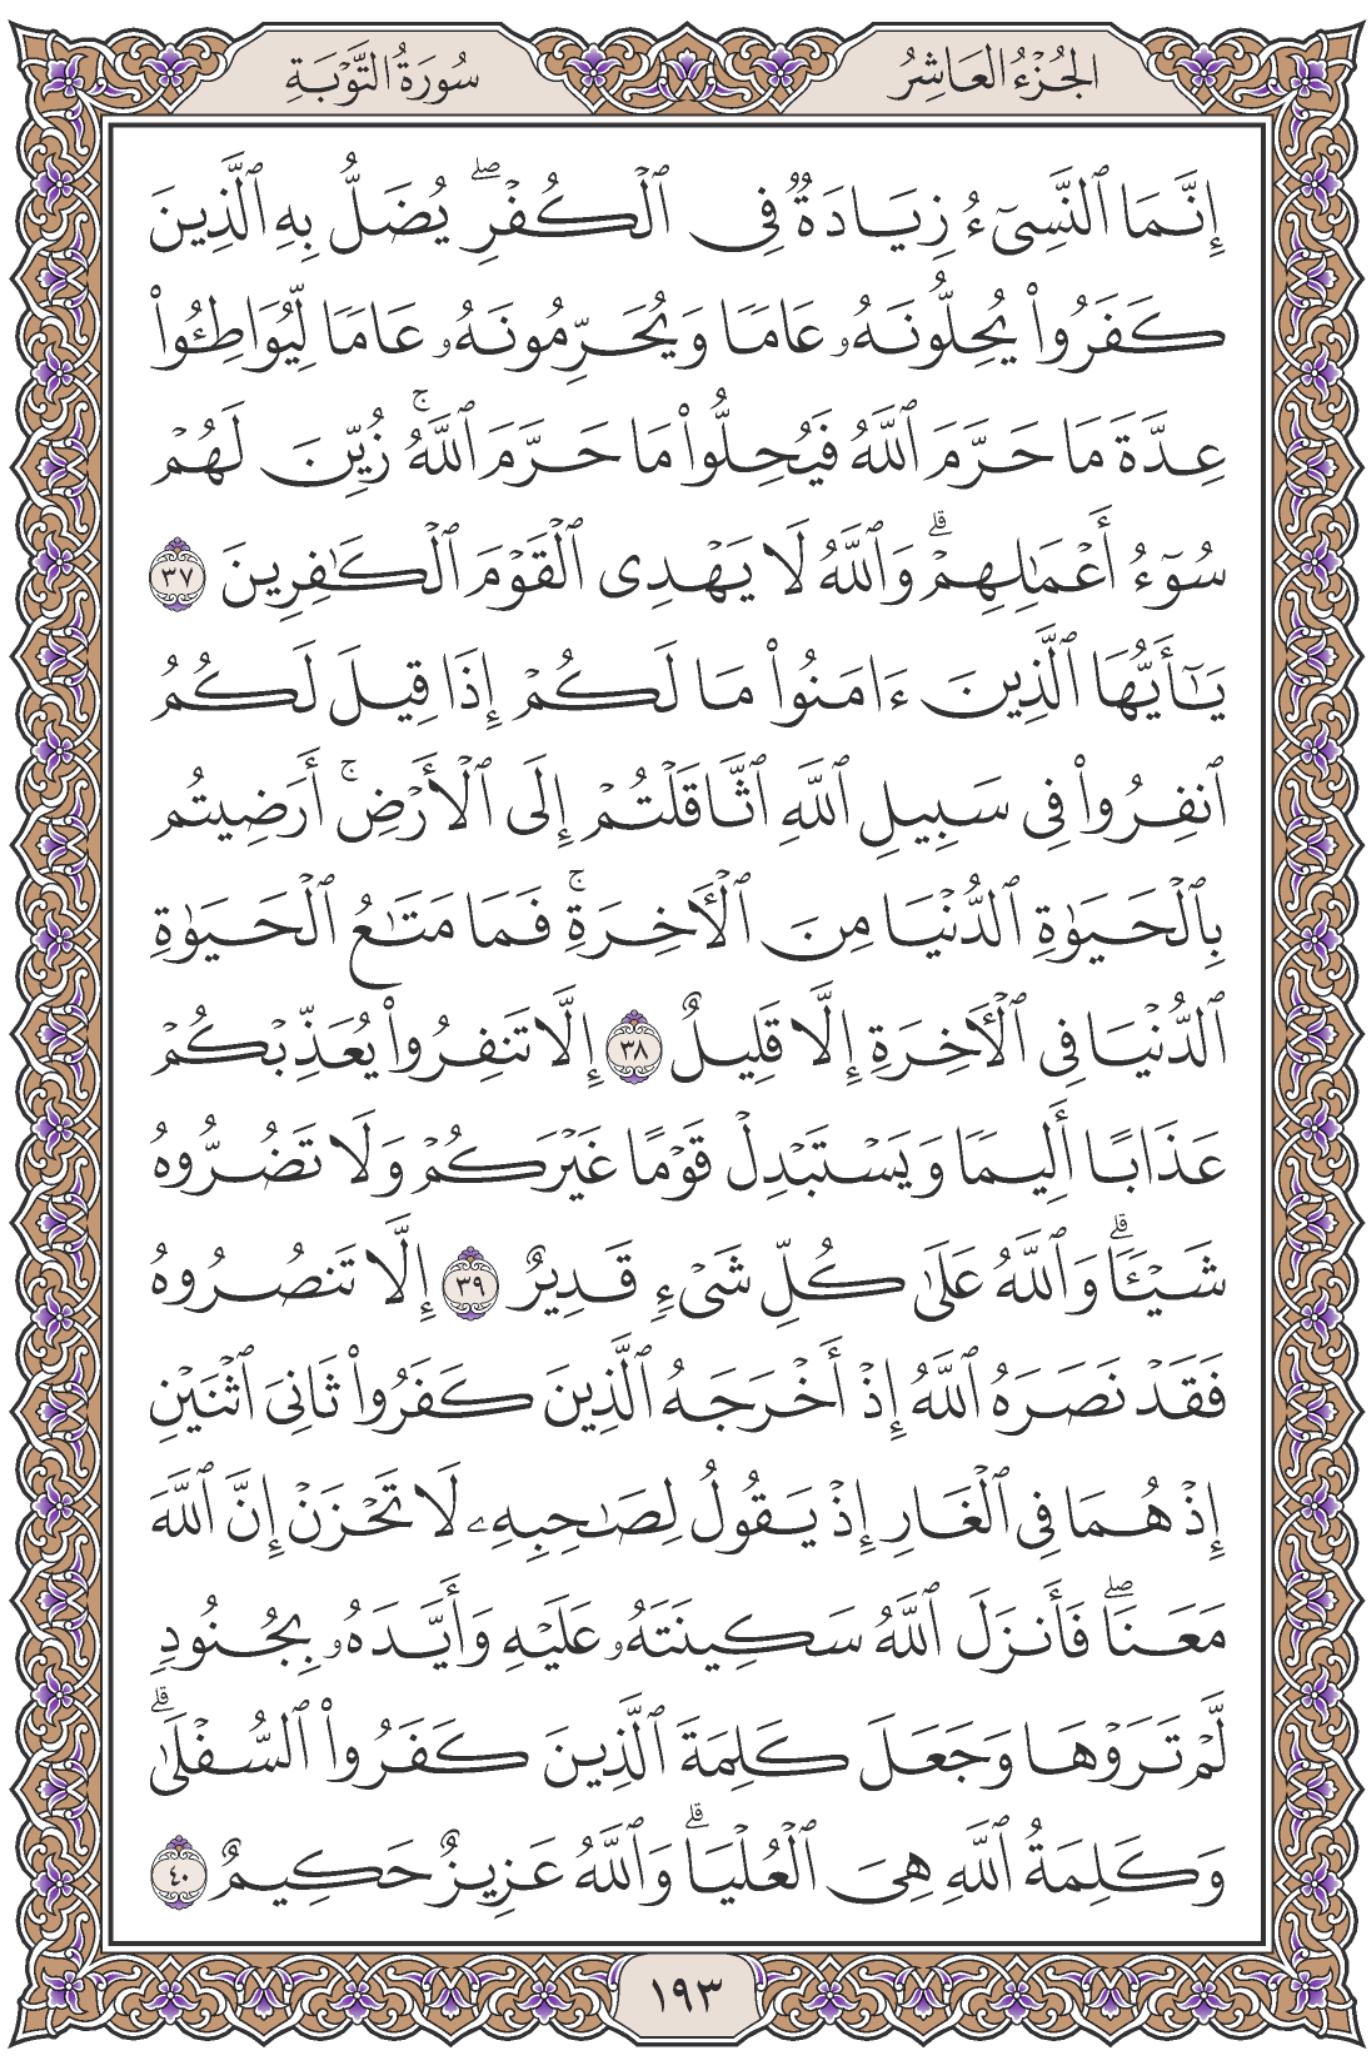 الجُزْءُ العَاشِرُ
سُورَةُ التَّوْبَةِ
إِنَّمَا ٱلنَّسِىٓءُ زِيَادَةٌ فِى ٱلْكُفْرِ ۖ يُضَلُّ بِهِ ٱلَّذِينَ
كَفَرُوا۟ يُحِلُّونَهُۥ عَامًا وَيُحَرِّمُونَهُۥ عَامًا لِّيُوَاطِـُٔوا۟
عِدَّةَ مَا حَرَّمَ ٱللَّهُ فَيُحِلُّوا۟ مَا حَرَّمَ ٱللَّهُ ۚ زُيِّنَ لَهُمْ
سُوٓءُ أَعْمَـٰلِهِمْ ۗ وَٱللَّهُ لَا يَهْدِى ٱلْقَوْمَ ٱلْكَـٰفِرِينَ ٣٧
يَـٰٓأَيُّهَا ٱلَّذِينَ ءَامَنُوا۟ مَا لَكُمْ إِذَا قِيلَ لَكُمُ
ٱنفِرُوا۟ فِى سَبِيلِ ٱللَّهِ ٱثَّاقَلْتُمْ إِلَى ٱلْأَرْضِ ۚ أَرَضِيتُم
بِٱلْحَيَوٰةِ ٱلدُّنْيَا مِنَ ٱلْـَٔاخِرَةِ ۚ فَمَا مَتَـٰعُ ٱلْحَيَوٰةِ
ٱلدُّنْيَا فِى ٱلْـَٔاخِرَةِ إِلَّا قَلِيلٌ ٣٨ إِلَّا تَنفِرُوا۟ يُعَذِّبْكُمْ
عَذَابًا أَلِيمًا وَيَسْتَبْدِلْ قَوْمًا غَيْرَكُمْ وَلَا تَضُرُّوهُ
شَيْـًٔا ۗ وَٱللَّهُ عَلَىٰ كُلِّ شَىْءٍ قَدِيرٌ ٣٩ إِلَّا تَنصُرُوهُ
فَقَدْ نَصَرَهُ ٱللَّهُ إِذْ أَخْرَجَهُ ٱلَّذِينَ كَفَرُوا۟ ثَانِىَ ٱثْنَيْنِ
إِذْ هُمَا فِى ٱلْغَارِ إِذْ يَقُولُ لِصَـٰحِبِهِۦ لَا تَحْزَنْ إِنَّ ٱللَّهَ
مَعَنَا ۖ فَأَنزَلَ ٱللَّهُ سَكِينَتَهُۥ عَلَيْهِ وَأَيَّدَهُۥ بِجُنُودٍ
لَّمْ تَرَوْهَا وَجَعَلَ كَلِمَةَ ٱلَّذِينَ كَفَرُوا۟ ٱلسُّفْلَىٰ ۗ
وَكَلِمَةُ ٱللَّهِ هِىَ ٱلْعُلْيَا ۗ وَٱللَّهُ عَزِيزٌ حَكِيمٌ ٤٠
١٩٣